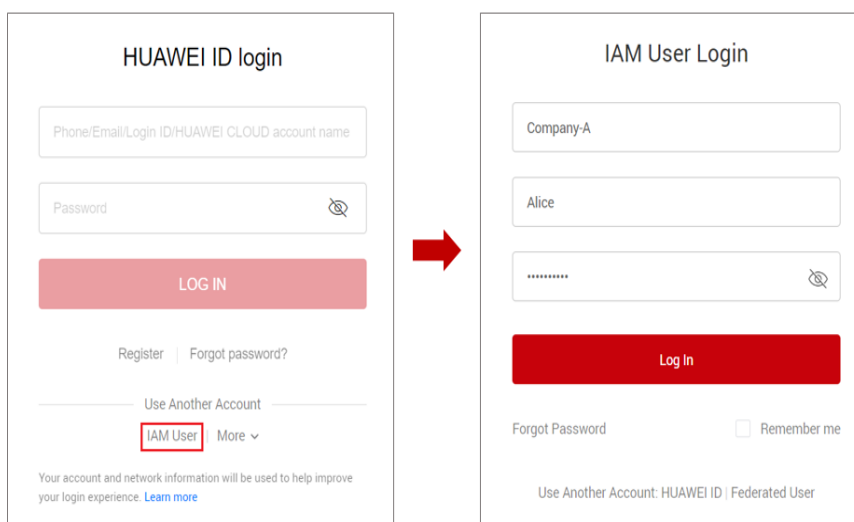 HUAWEI ID login
Phone/Email/Login ID/HUAWEI CLOUD account name
Password
LOG IN
Register | Forgot password?
Use Another Account
IAM User | More
Your account and network information will be used to help improve
your login experience. Learn more
IAM User Login
Company-A
Alice
••••••••••
Log In
Forgot Password
Remember me
Use Another Account: HUAWEI ID | Federated User